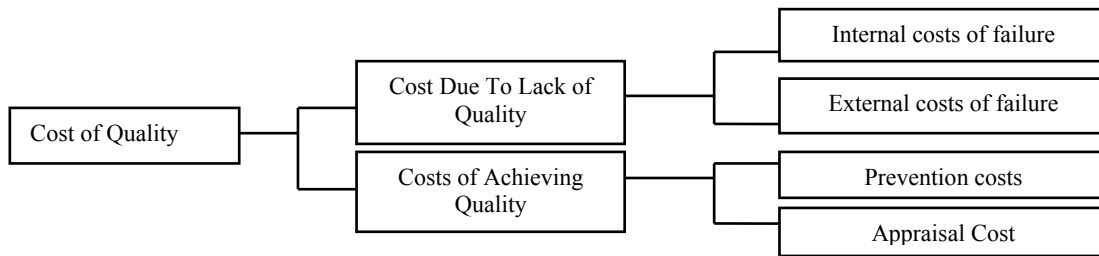 Cost of Quality
Cost Due To Lack of
Quality
Costs of Achieving
Quality
Internal costs of failure
External costs of failure
Prevention costs
Appraisal Cost